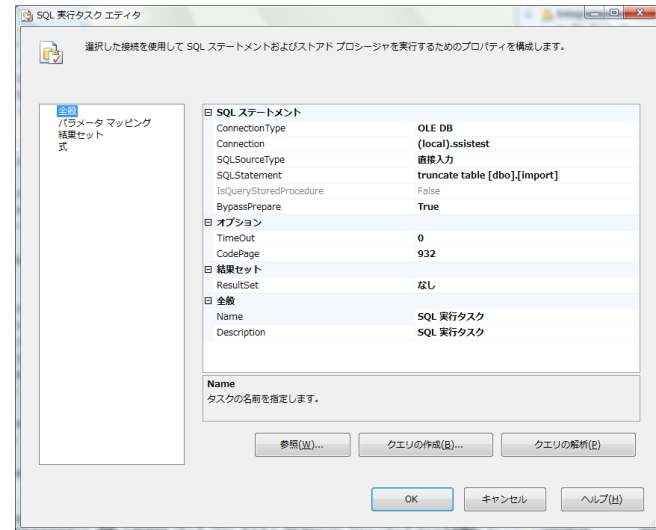 SQL 実行タスク エディタ
選択した接続を使用して SQL ステートメントおよびストアド プロシージャを実行するためのプロパティを構成します。
全般
パラメータ マッピング
結果セット
式
SQL ステートメント
ConnectionType OLE DB
Connection (local).ssistest
SQLSourceType 直接入力
SQLStatement truncate table [dbo].[import]
IsQueryStoredProcedure False
BypassPrepare True
オプション
TimeOut 0
CodePage 932
結果セット
ResultSet なし
全般
Name SQL 実行タスク
Description SQL 実行タスク
Name
タスクの名前を指定します。
参照(W)... クエリの作成(B)... クエリの解析(P)
OK キャンセル ヘルプ(H)